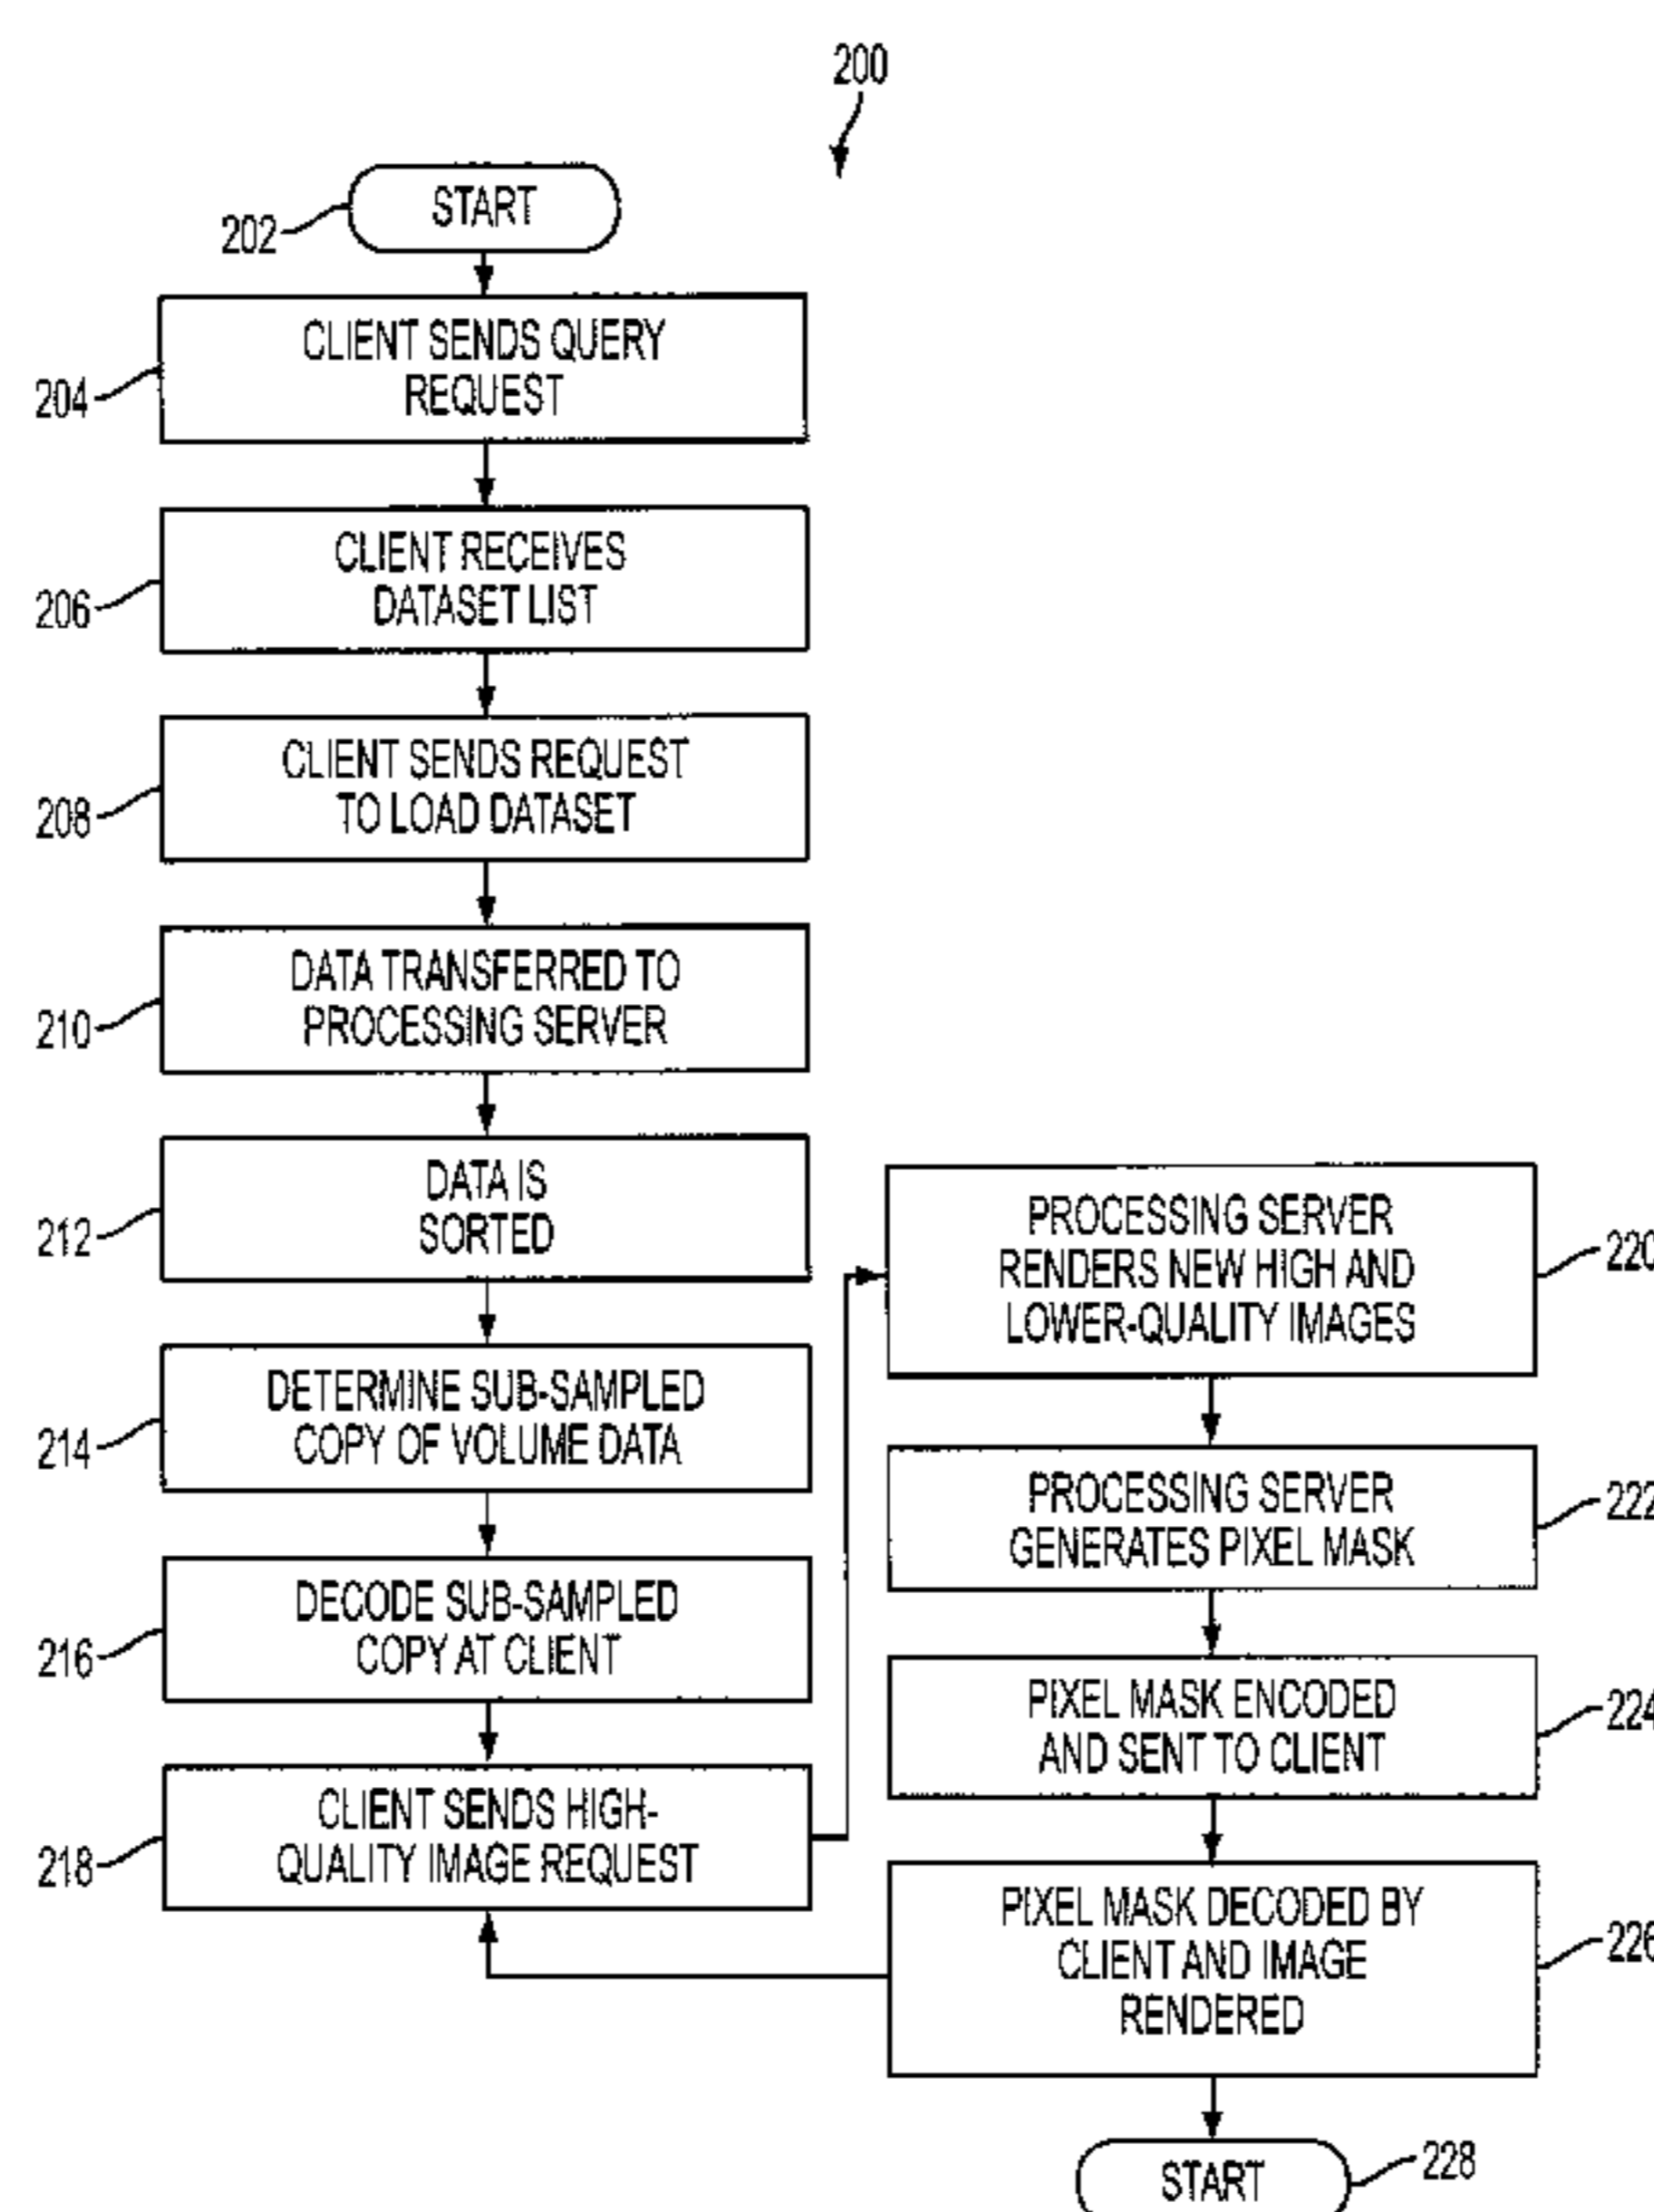 200
START
202
CLIENT SENDS QUERY
REQUEST
204
CLIENT RECEIVES
DATASET LIST
206
CLIENT SENDS REQUEST
TO LOAD DATASET
208
DATA TRANSFERRED TO
PROCESSING SERVER
210
DATA IS
SORTED
212
DETERMINE SUB-SAMPLED
COPY OF VOLUME DATA
214
DECODE SUB-SAMPLED
COPY AT CLIENT
216
CLIENT SENDS HIGH-
QUALITY IMAGE REQUEST
218
PROCESSING SERVER
RENDERS NEW HIGH AND
LOWER-QUALITY IMAGES
220
PROCESSING SERVER
GENERATES PIXEL MASK
222
PIXEL MASK ENCODED
AND SENT TO CLIENT
224
PIXEL MASK DECODED BY
CLIENT AND IMAGE
RENDERED
226
START
228